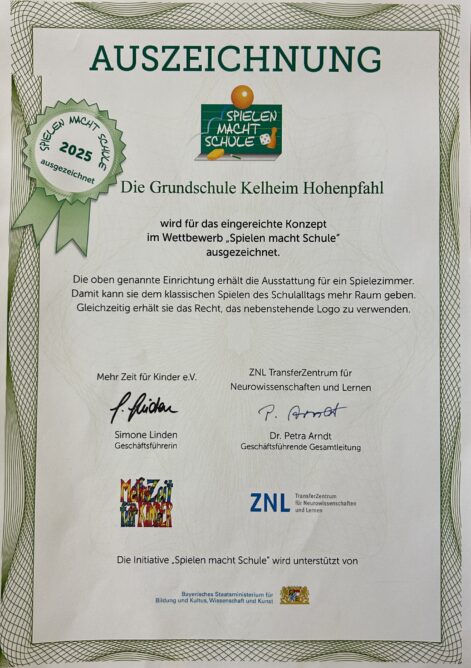 AUSZEICHNUNG
SPIELEN
MACHT
SCHULE
SPIELEN MACHT SCHULE
2025
ausgezeichnet
Die Grundschule Kelheim Hohenpfahl
wird für das eingereichte Konzept
im Wettbewerb „Spielen macht Schule“
ausgezeichnet.
Die oben genannte Einrichtung erhält die Ausstattung für ein Spielezimmer.
Damit kann sie dem klassischen Spielen des Schulalltags mehr Raum geben.
Gleichzeitig erhält sie das Recht, das nebenstehende Logo zu verwenden.
Mehr Zeit für Kinder e.V.
S. Linden
Simone Linden
Geschäftsführerin
ZNL TransferZentrum für
Neurowissenschaften und Lernen
P. Arndt
Dr. Petra Arndt
Geschäftsführende Gesamtleitung
Mehr Zeit
für KINDER
ZNL
TransferZentrum
für Neurowissenschaften
und Lernen
Die Initiative „Spielen macht Schule“ wird unterstützt von
Bayerisches Staatsministerium für
Bildung und Kultus, Wissenschaft und Kunst